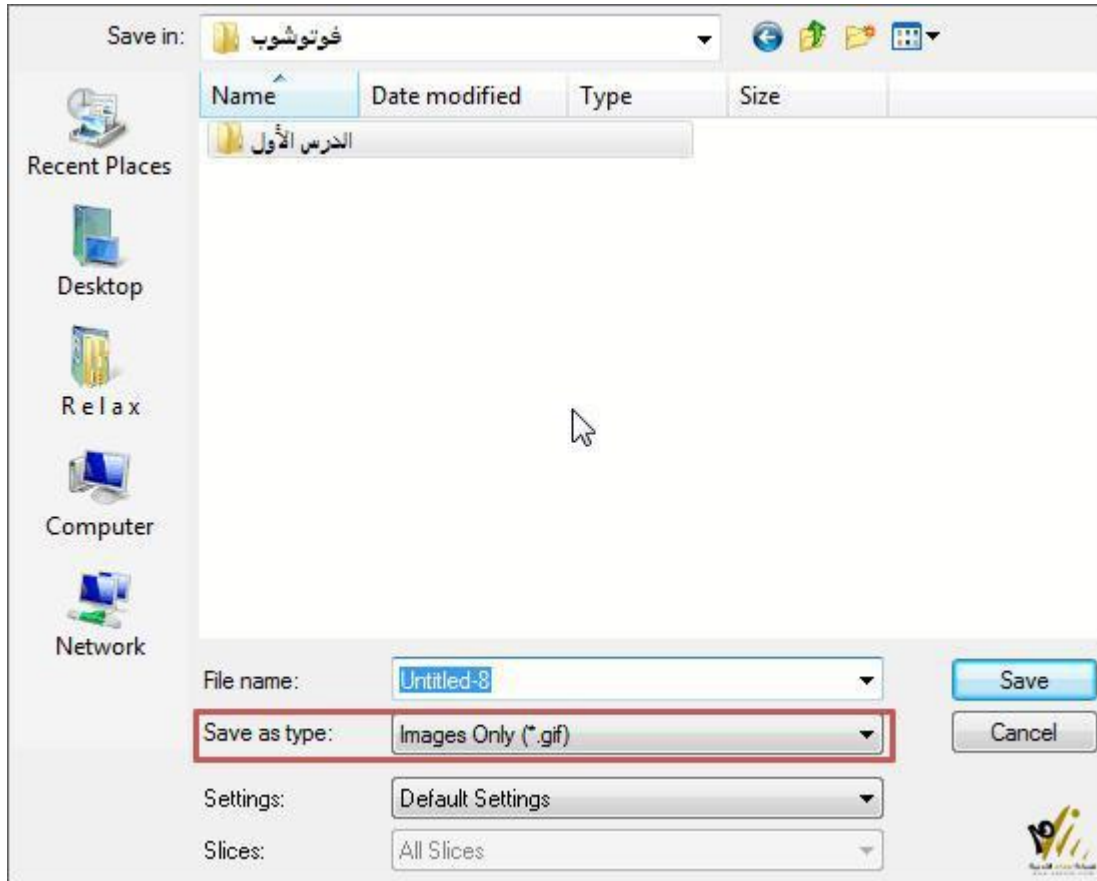 Save in: فوتوشوب
Name Date modified Type Size
الدرس الأول
Recent Places
Desktop
Relax
Computer
Network
File name: Untitled-8 Save
Save as type: Images Only (*.gif) Cancel
Settings: Default Settings
Slices: All Slices